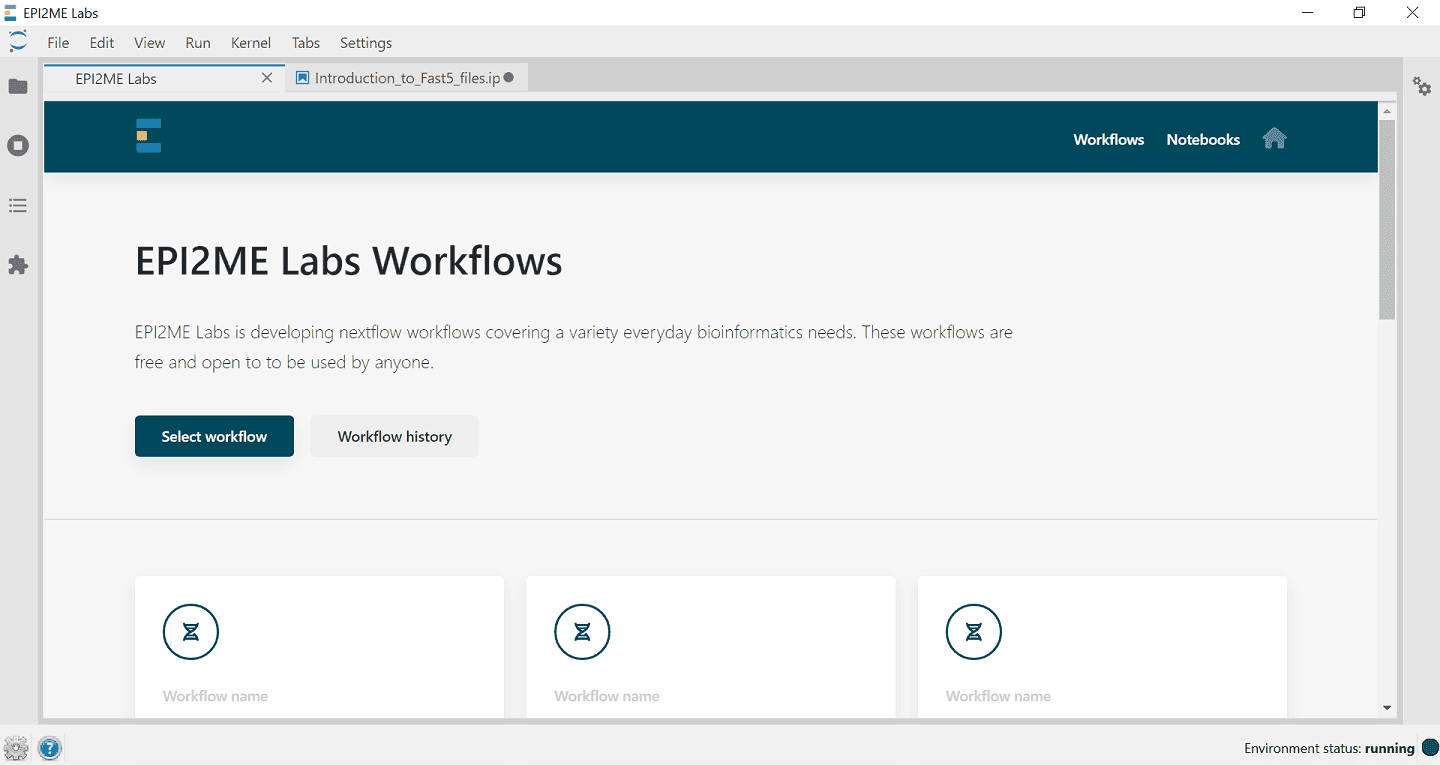 EPI2ME Labs
File Edit View Run Kernel Tabs Settings
EPI2ME Labs Introduction_to_Fast5_files.ip
Workflows Notebooks
EPI2ME Labs Workflows
EPI2ME Labs is developing nextflow workflows covering a variety everyday bioinformatics needs. These workflows are
free and open to to be used by anyone.
Select workflow Workflow history
Workflow name Workflow name Workflow name
? Environment status: running